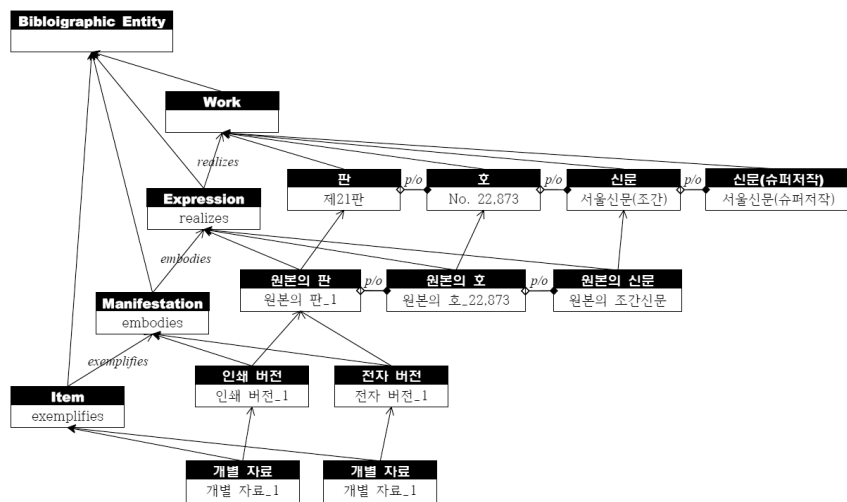 Bibloigraphic Entity
Work
realizes
판
p/o
호
p/o
신문
p/o
신문(슈퍼저작)
제21판
No. 22,873
서울신문(조간)
서울신문(슈퍼저작)
Expression
realizes
embodies
원본의 판
p/o
원본의 호
p/o
원본의 신문
원본의 판_1
원본의 호_22,873
원본의 조간신문
Manifestation
embodies
exemplifies
인쇄 버전
전자 버전
인쇄 버전_1
전자 버전_1
Item
exemplifies
개별 자료
개별 자료
개별 자료_1
개별 자료_1